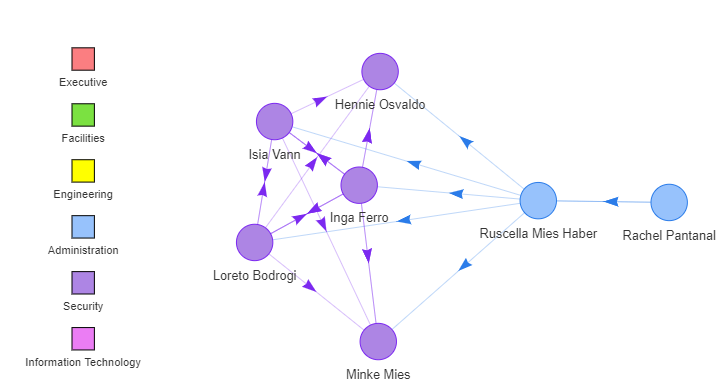 Executive
Facilities
Engineering
Administration
Security
Information Technology
Hennie Osvaldo
Isia Vann
Inga Ferro
Loreto Bodrogi
Minke Mies
Ruscella Mies Haber
Rachel Pantanal